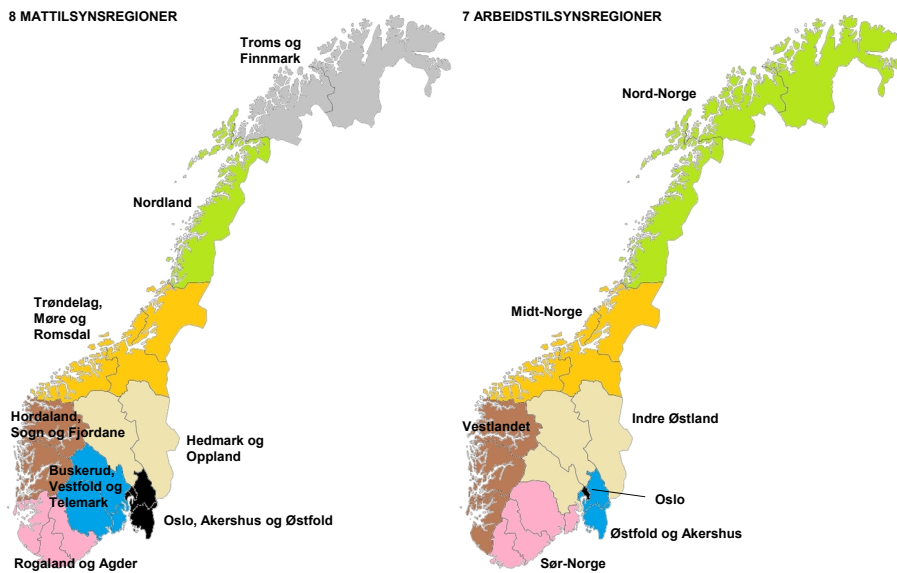 8 MATTILSYNSREGIONER
Troms og
Finnmark
Nordland
Trøndelag,
Møre og
Romsdal
Hordaland,
Sogn og Fjordane
Hedmark og
Oppland
Buskerud,
Vestfold og
Telemark
Oslo, Akershus og Østfold
Rogaland og Agder
7 ARBEIDSTILSYNSREGIONER
Nord-Norge
Midt-Norge
Indre Østland
Vestlandet
Oslo
Østfold og Akershus
Sør-Norge